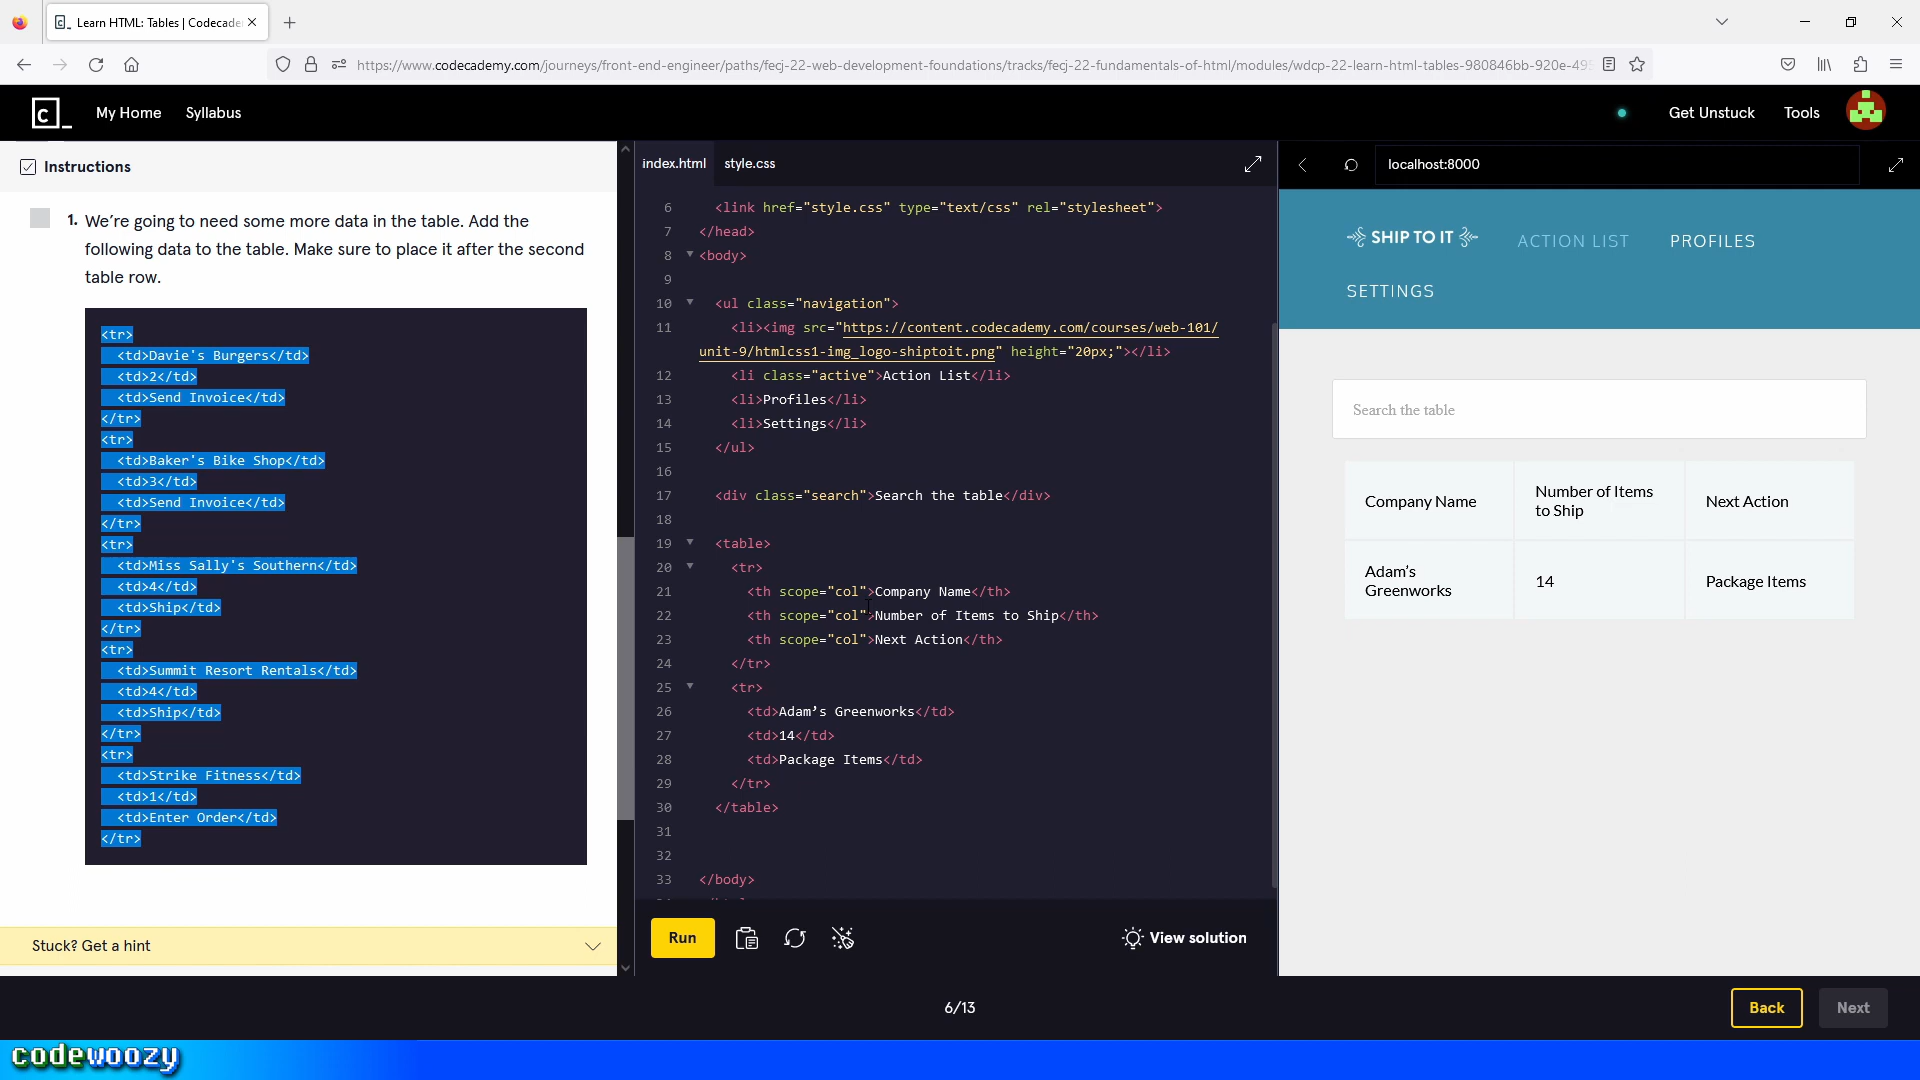 Learn HTML: Tables | Codecade
https://www.codecademy.com/journeys/front-end-engineer/paths/fecj-22-web-development-foundations/tracks/fecj-22-fundamentals-of-html/modules/wdcp-22-learn-html-tables-980846bb-920e-495
c_
My Home
Syllabus
Get Unstuck
Tools
Instructions
1. We’re going to need some more data in the table. Add the
following data to the table. Make sure to place it after the second
table row.
<tr>
<td>Davie's Burgers</td>
<td>2</td>
<td>Send Invoice</td>
</tr>
<tr>
<td>Baker's Bike Shop</td>
<td>3</td>
<td>Send Invoice</td>
</tr>
<tr>
<td>Miss Sally's Southern</td>
<td>4</td>
<td>Ship</td>
</tr>
<tr>
<td>Summit Resort Rentals</td>
<td>4</td>
<td>Ship</td>
</tr>
<tr>
<td>Strike Fitness</td>
<td>1</td>
<td>Enter Order</td>
</tr>
Stuck? Get a hint
index.html
style.css
6 <link href="style.css" type="text/css" rel="stylesheet">
7 </head>
8 <body>
9
10 <ul class="navigation">
11 <li><img src="https://content.codecademy.com/courses/web-101/
unit-9/htmlcss1-img_logo-shiptoit.png" height="20px;"></li>
12 <li class="active">Action List</li>
13 <li>Profiles</li>
14 <li>Settings</li>
15 </ul>
16
17 <div class="search">Search the table</div>
18
19 <table>
20 <tr>
21 <th scope="col">Company Name</th>
22 <th scope="col">Number of Items to Ship</th>
23 <th scope="col">Next Action</th>
24 </tr>
25 <tr>
26 <td>Adam’s Greenworks</td>
27 <td>14</td>
28 <td>Package Items</td>
29 </tr>
30 </table>
31
32
33 </body>
Run
View solution
localhost:8000
SHIP TO IT
ACTION LIST
PROFILES
SETTINGS
Search the table
Company Name
Number of Items
to Ship
Next Action
Adam’s
Greenworks
14
Package Items
6/13
Back
Next
codewoozy